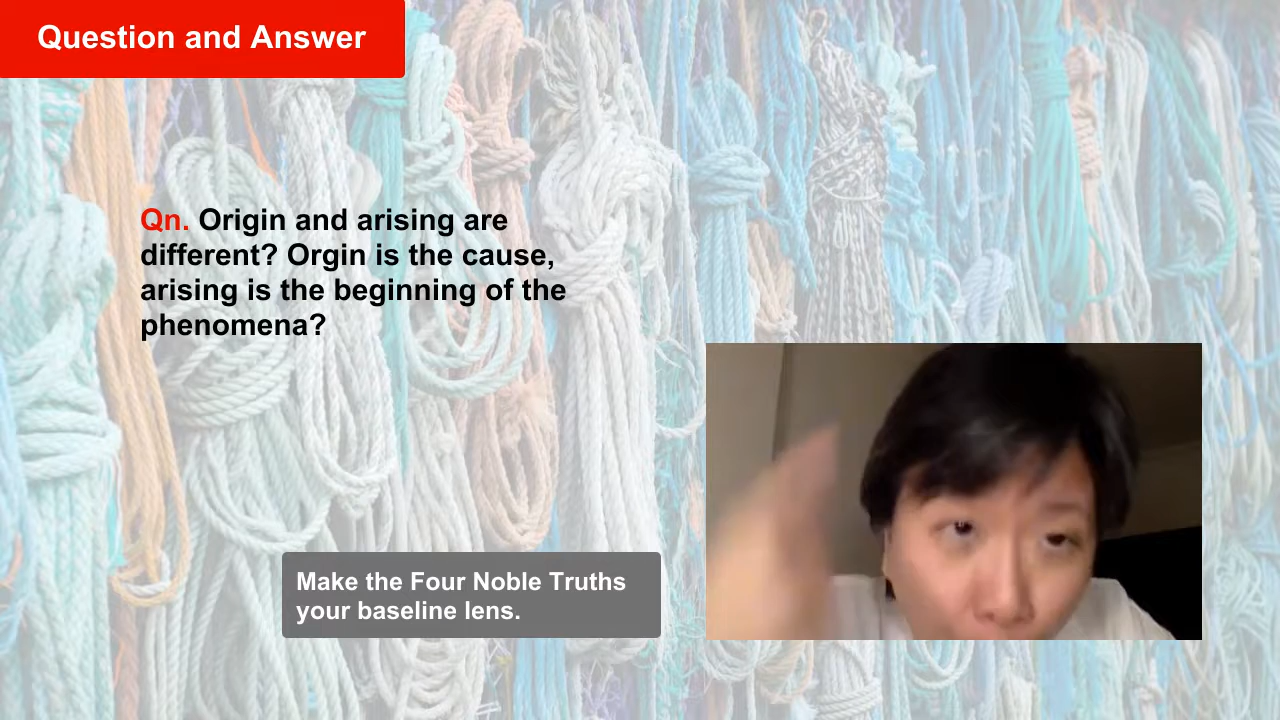 Question and Answer
Qn. Origin and arising are
different? Orgin is the cause,
arising is the beginning of the
phenomena?
Make the Four Noble Truths
your baseline lens.